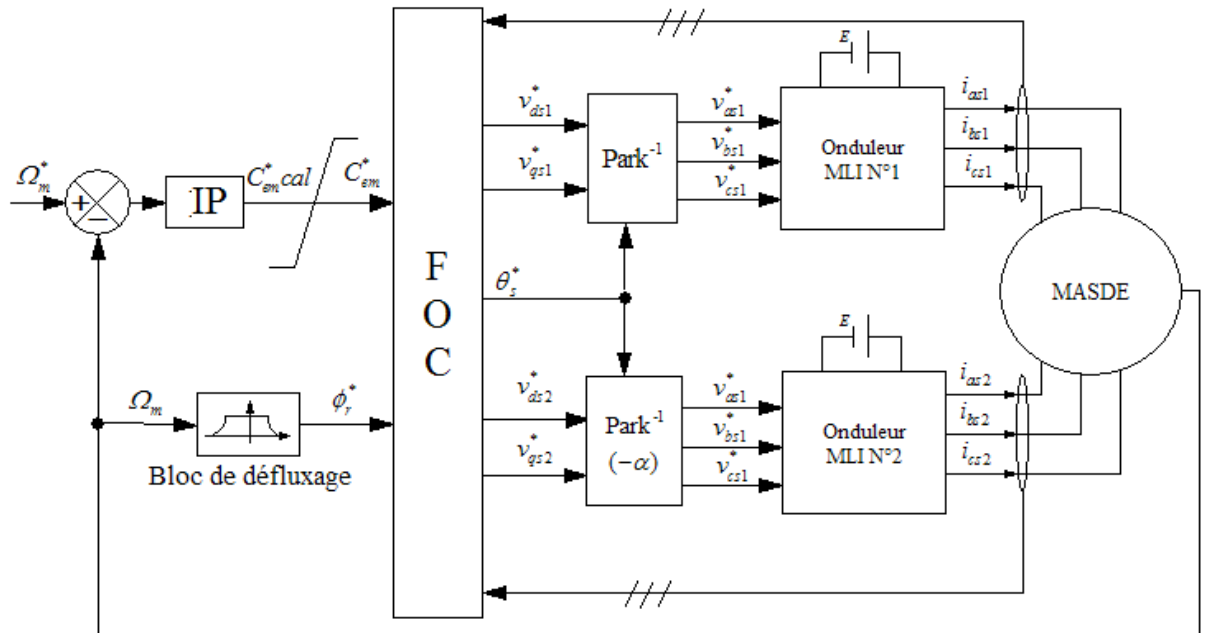 Ω*m
+
−
IP
C*em cal
C*em
Ωm
ϕ*r
Bloc de défluxage
F
O
C
v*ds1
v*qs1
θ*s
v*ds2
v*qs2
Park-1
v*as1
v*bs1
v*cs1
Park-1
(−α)
v*as1
v*bs1
v*cs1
E
Onduleur
MLI N°1
E
Onduleur
MLI N°2
ias1
ibs1
ics1
MASDE
ias2
ibs2
ics2